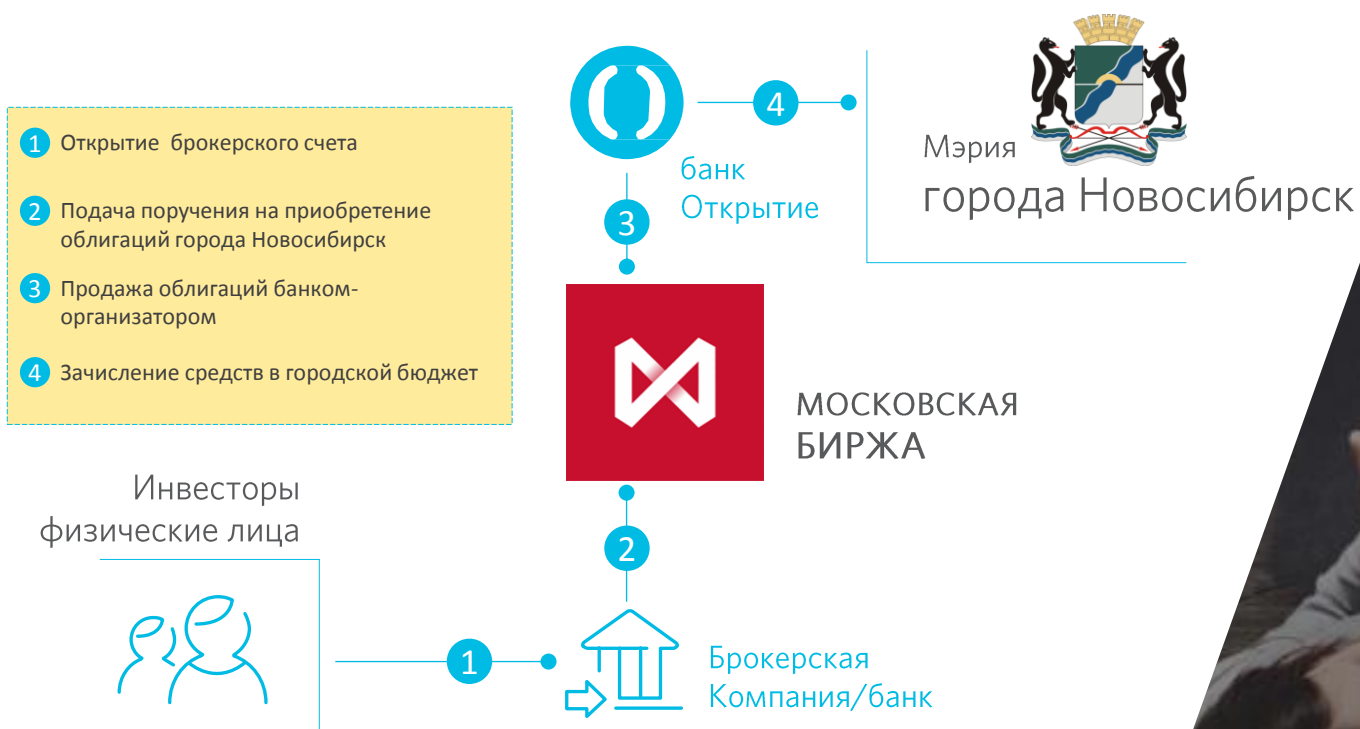 1 Открытие брокерского счета
2 Подача поручения на приобретение
облигаций города Новосибирск
3 Продажа облигаций банком-
организатором
4 Зачисление средств в городской бюджет
4
банк
Открытие
Мэрия
города Новосибирск
3
МОСКОВСКАЯ
БИРЖА
2
Инвесторы
физические лица
1
Брокерская
Компания/банк